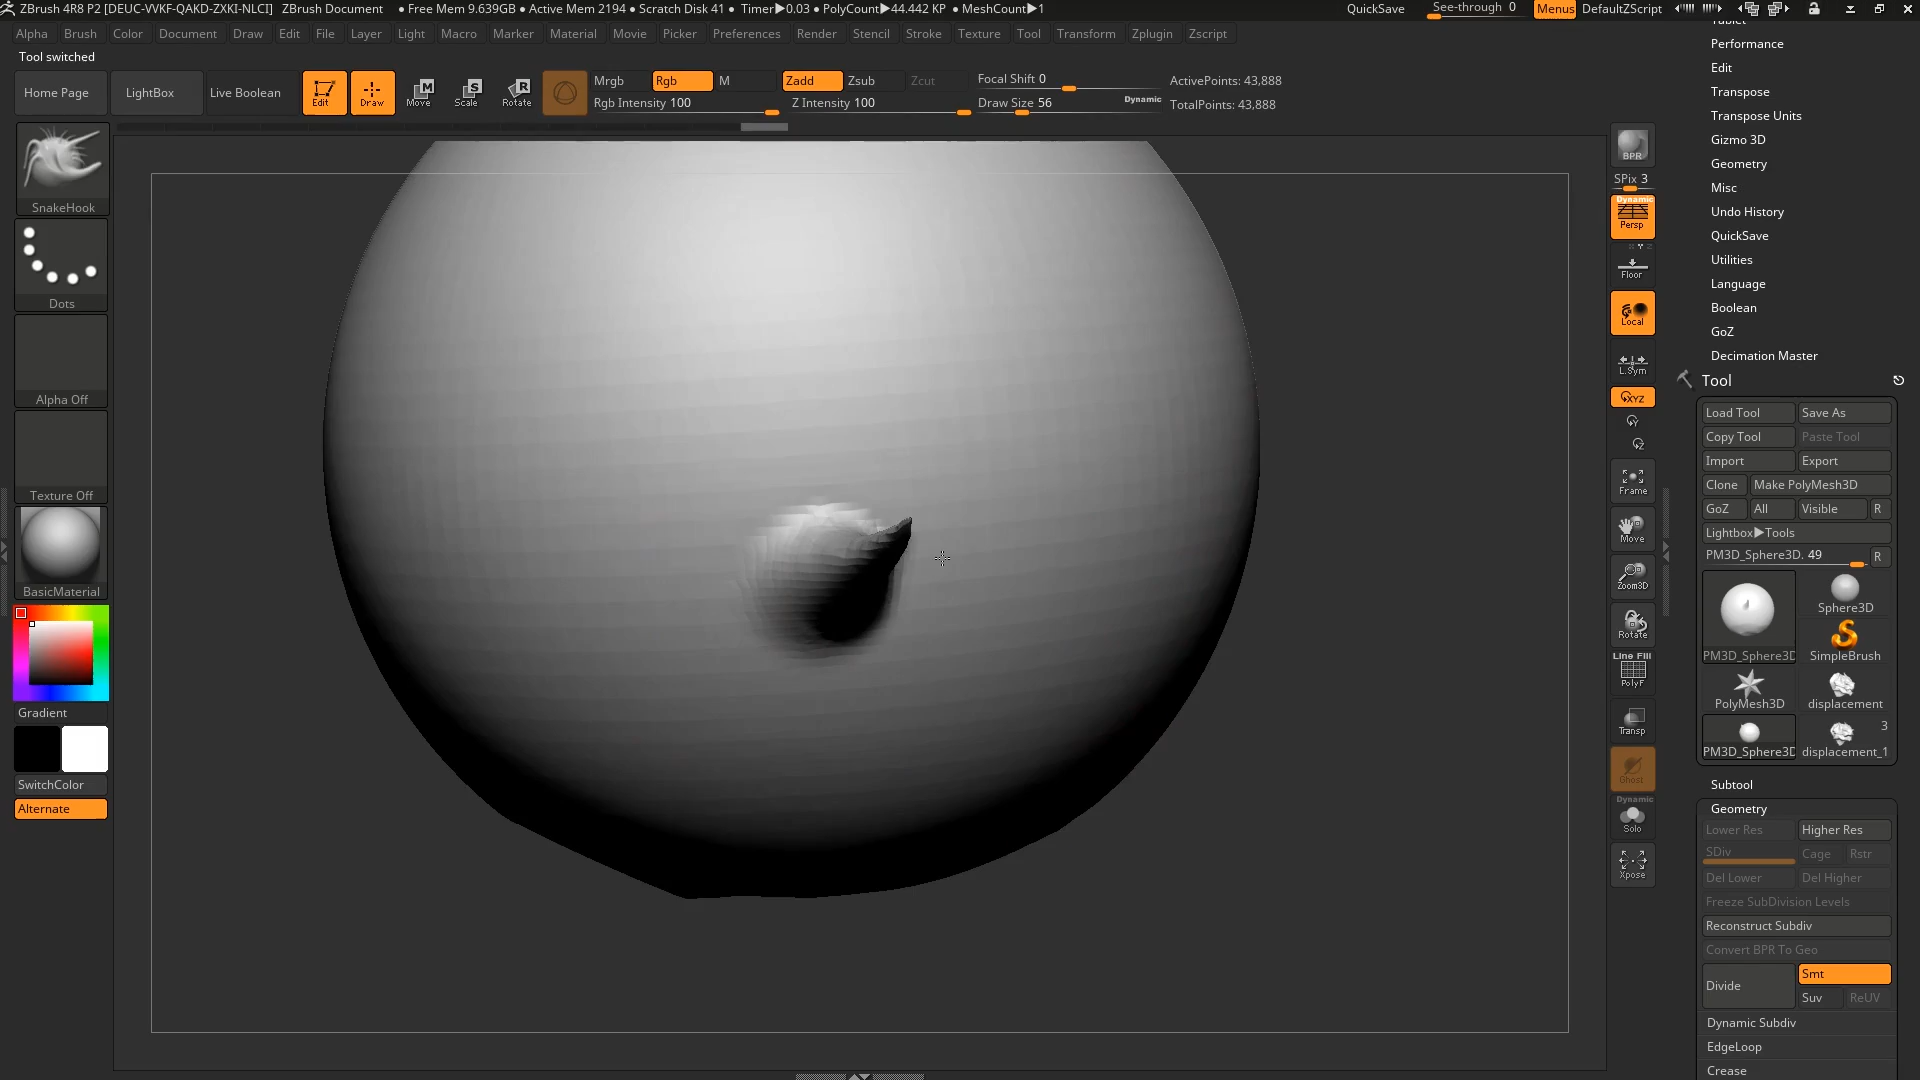 ZBrush 4R8 P2 [DEUC-VVKF-QAKD-ZXKI-NLCI] ZBrush Document ● Free Mem 9.639GB ● Active Mem 2194 ● Scratch Disk 41 ● Timer▶0.03 ● PolyCount▶44.442 KP ● MeshCount▶1 QuickSave See-through 0 Menus DefaultZScript
Alpha Brush Color Document Draw Edit File Layer Light Macro Marker Material Movie Picker Preferences Render Stencil Stroke Texture Tool Transform Zplugin Zscript
Tool switched
Home Page LightBox Live Boolean Edit Draw Move Scale Rotate
Mrgb Rgb M Zadd Zsub Zcut Focal Shift 0 ActivePoints: 43,888
Rgb Intensity 100 Z Intensity 100 Draw Size 56 Dynamic TotalPoints: 43,888
SnakeHook
Dots
Alpha Off
Texture Off
BasicMaterial
Gradient
SwitchColor
Alternate
BPR
SPix 3
Dynamic
Persp
Floor
Local
L.Sym
XYZ
Y
Z
Frame
Move
Zoom3D
Rotate
Line Fill
PolyF
Transp
Ghost
Dynamic
Solo
Xpose
Performance
Edit
Transpose
Transpose Units
Gizmo 3D
Geometry
Misc
Undo History
QuickSave
Utilities
Language
Boolean
GoZ
Decimation Master
Tool
Load Tool Save As
Copy Tool Paste Tool
Import Export
Clone Make PolyMesh3D
GoZ All Visible R
Lightbox▶Tools
PM3D_Sphere3D. 49 R
Sphere3D
PM3D_Sphere3D SimpleBrush
PolyMesh3D displacement
3
PM3D_Sphere3D displacement_1
Subtool
Geometry
Lower Res Higher Res
SDiv Cage Rstr
Del Lower Del Higher
Freeze SubDivision Levels
Reconstruct Subdiv
Convert BPR To Geo
Divide Smt
Suv ReUV
Dynamic Subdiv
EdgeLoop
Crease